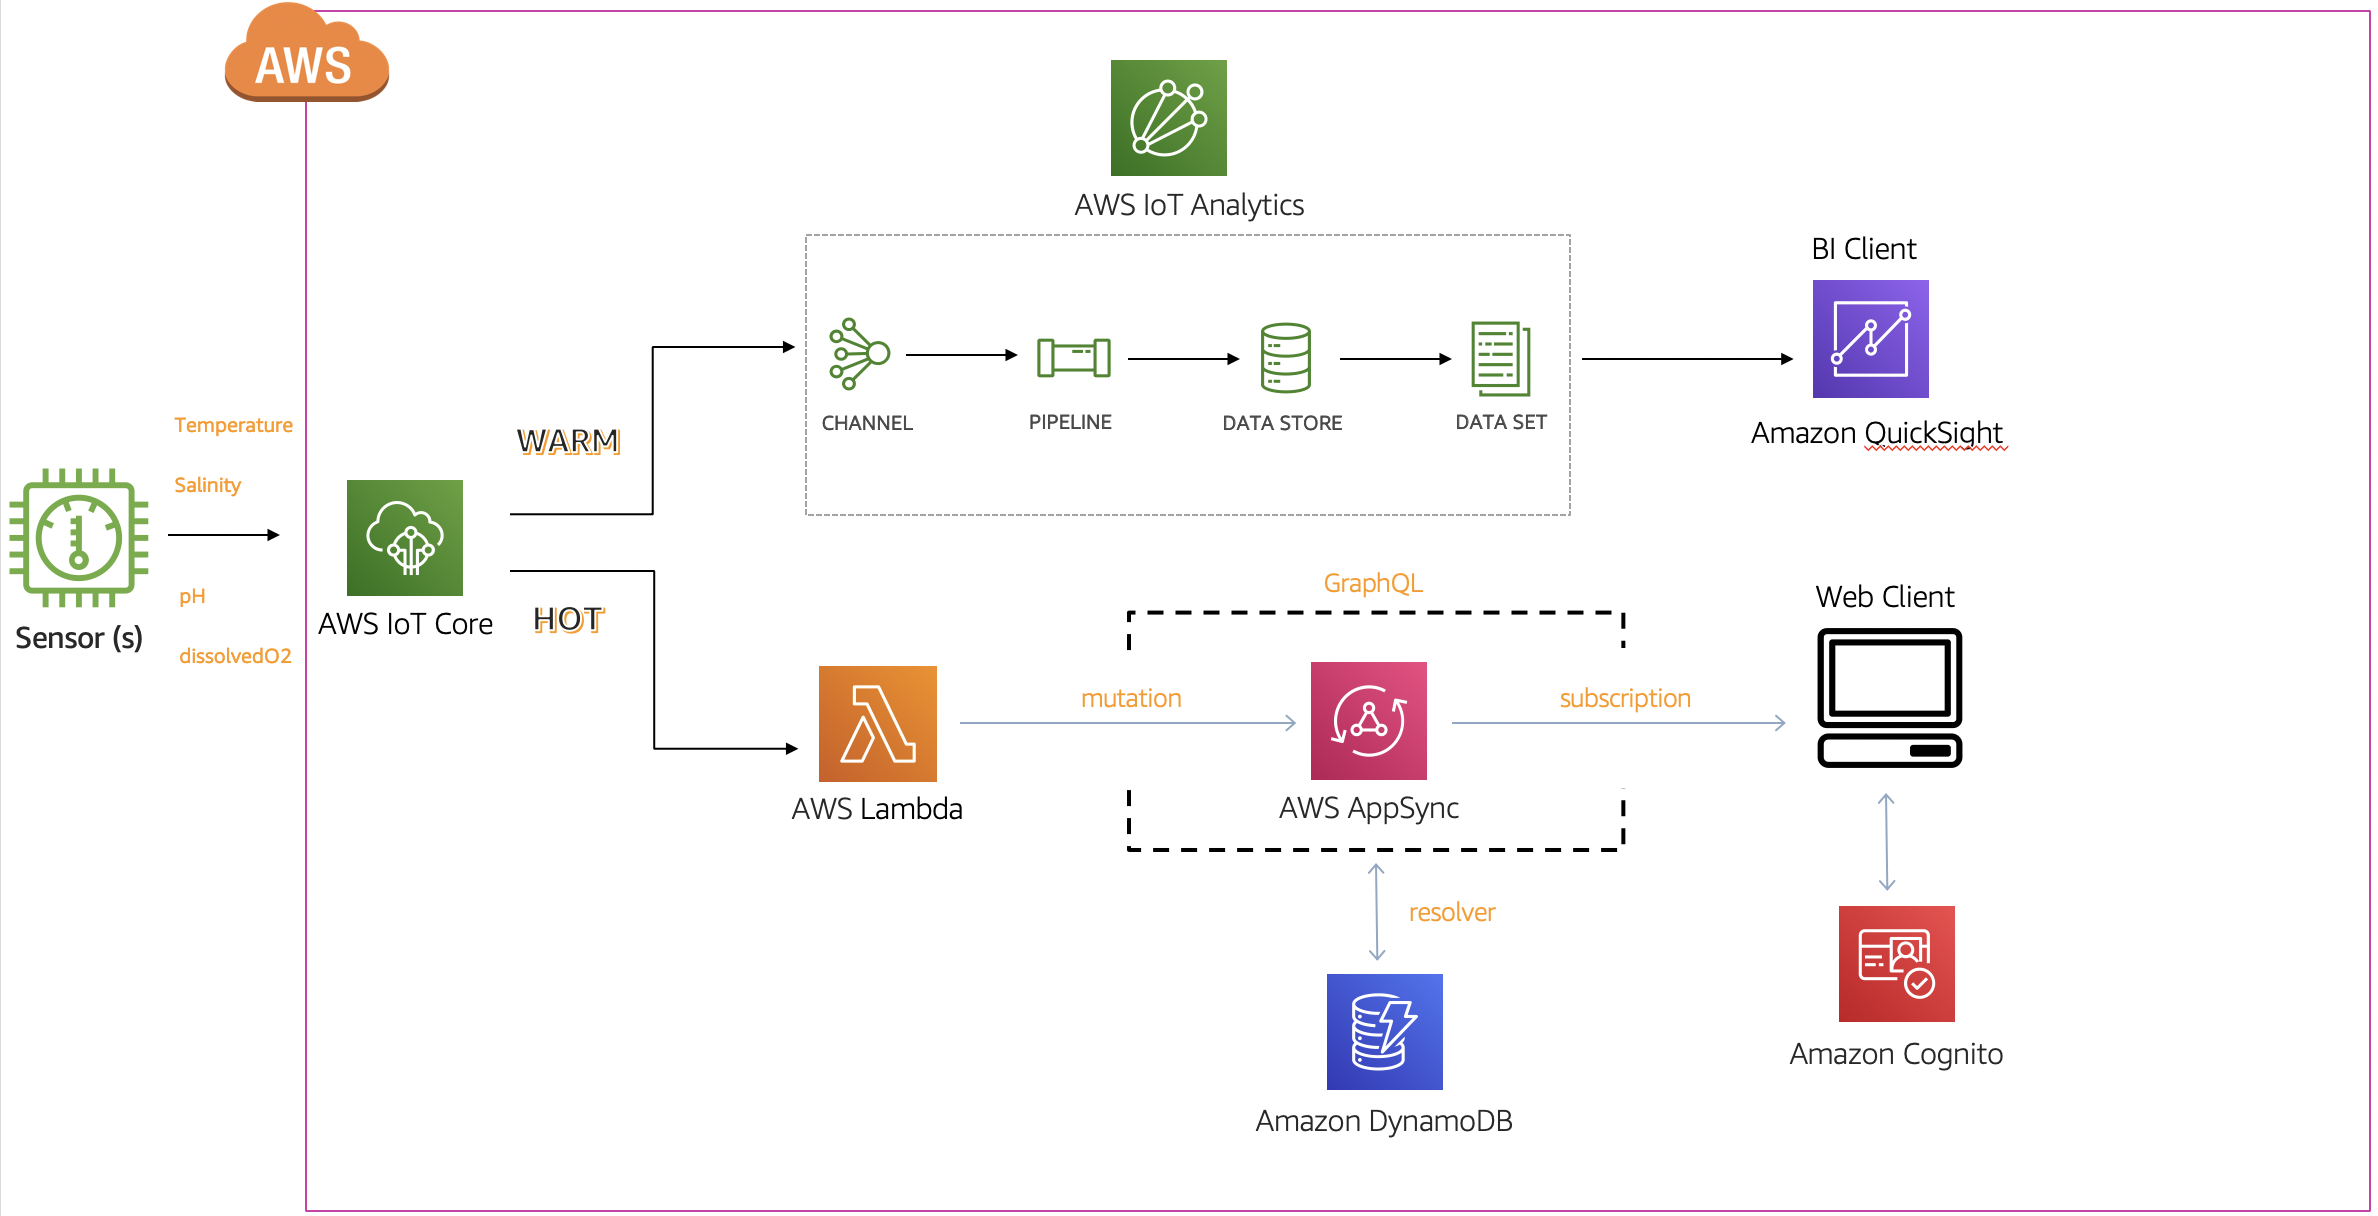 AWS
AWS IoT Analytics
BI Client
CHANNEL
PIPELINE
DATA STORE
DATA SET
Amazon QuickSight
WARM
Temperature
Salinity
pH
dissolvedO2
Sensor (s)
AWS IoT Core
HOT
GraphQL
Web Client
mutation
subscription
AWS Lambda
AWS AppSync
resolver
Amazon Cognito
Amazon DynamoDB